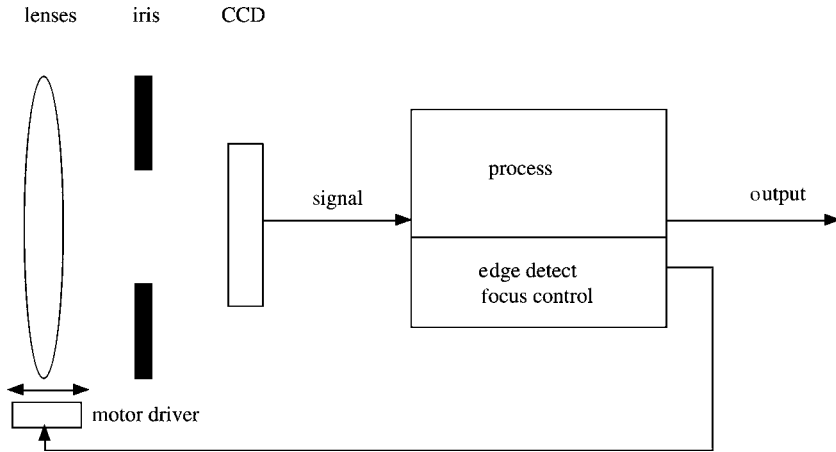 lenses
iris
CCD
process
signal
output
edge detect
focus control
motor driver